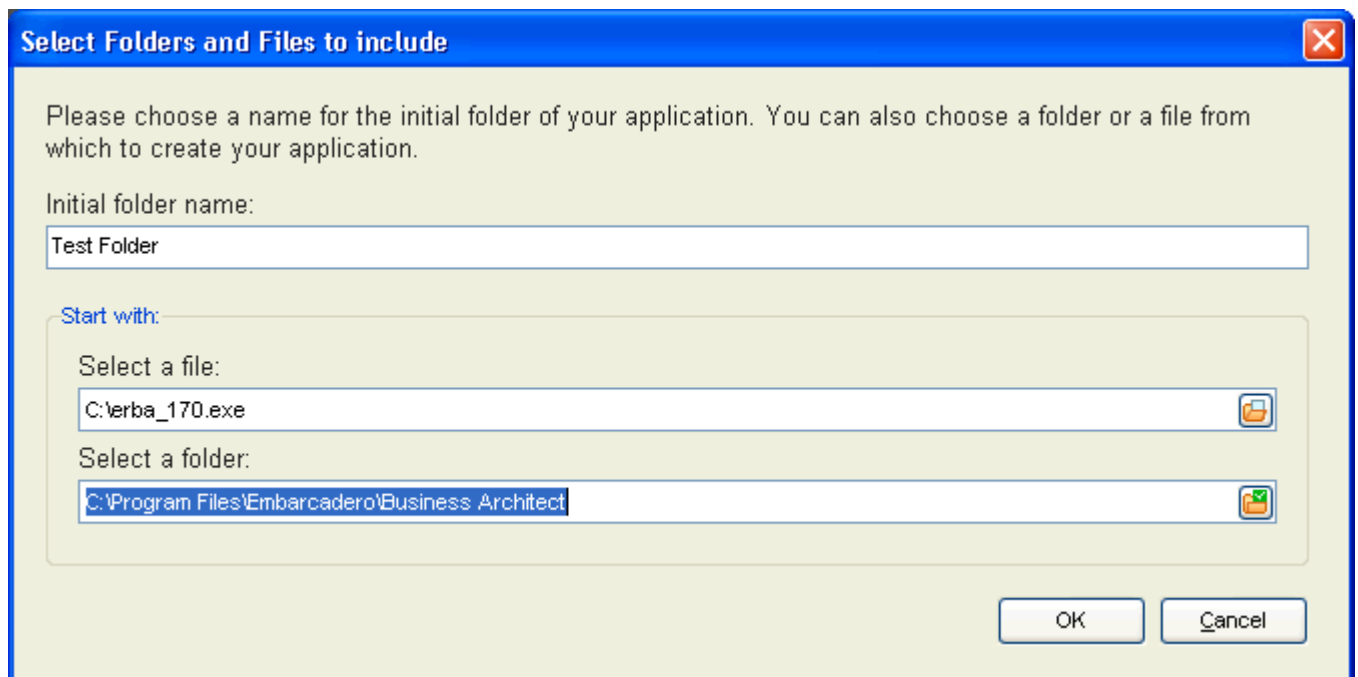 Select Folders and Files to include
Please choose a name for the initial folder of your application. You can also choose a folder or a file from
which to create your application.
Initial folder name:
Test Folder
Start with:
Select a file:
C:\erba_170.exe
Select a folder:
C:\Program Files\Embarcadero\Business Architect
OK
Cancel